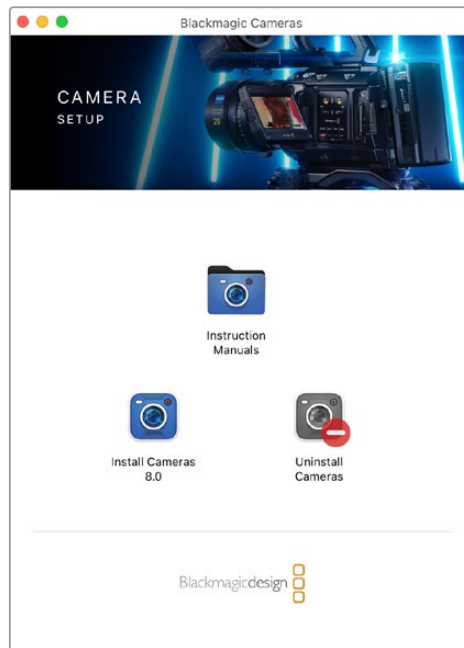 Blackmagic Cameras
CAMERA
SETUP
Instruction
Manuals
Install Cameras
8.0
Uninstall
Cameras
Blackmagicdesign